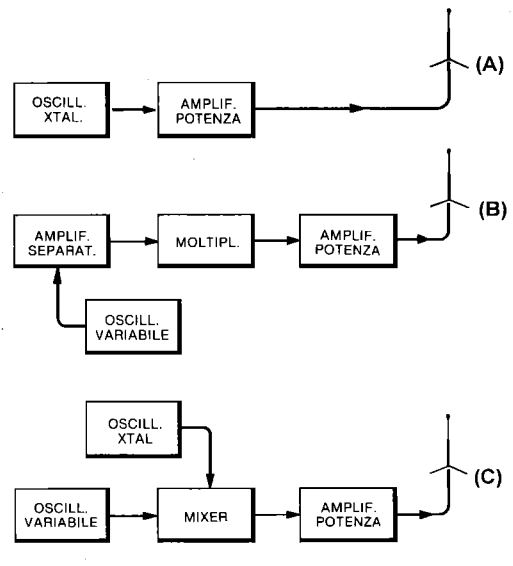 OSCILL.
XTAL.
AMPLIF.
POTENZA
(A)
AMPLIF.
SEPARAT.
MOLTIPL.
AMPLIF.
POTENZA
(B)
OSCILL.
VARIABILE
OSCILL.
XTAL
OSCILL.
VARIABILE
MIXER
AMPLIF.
POTENZA
(C)